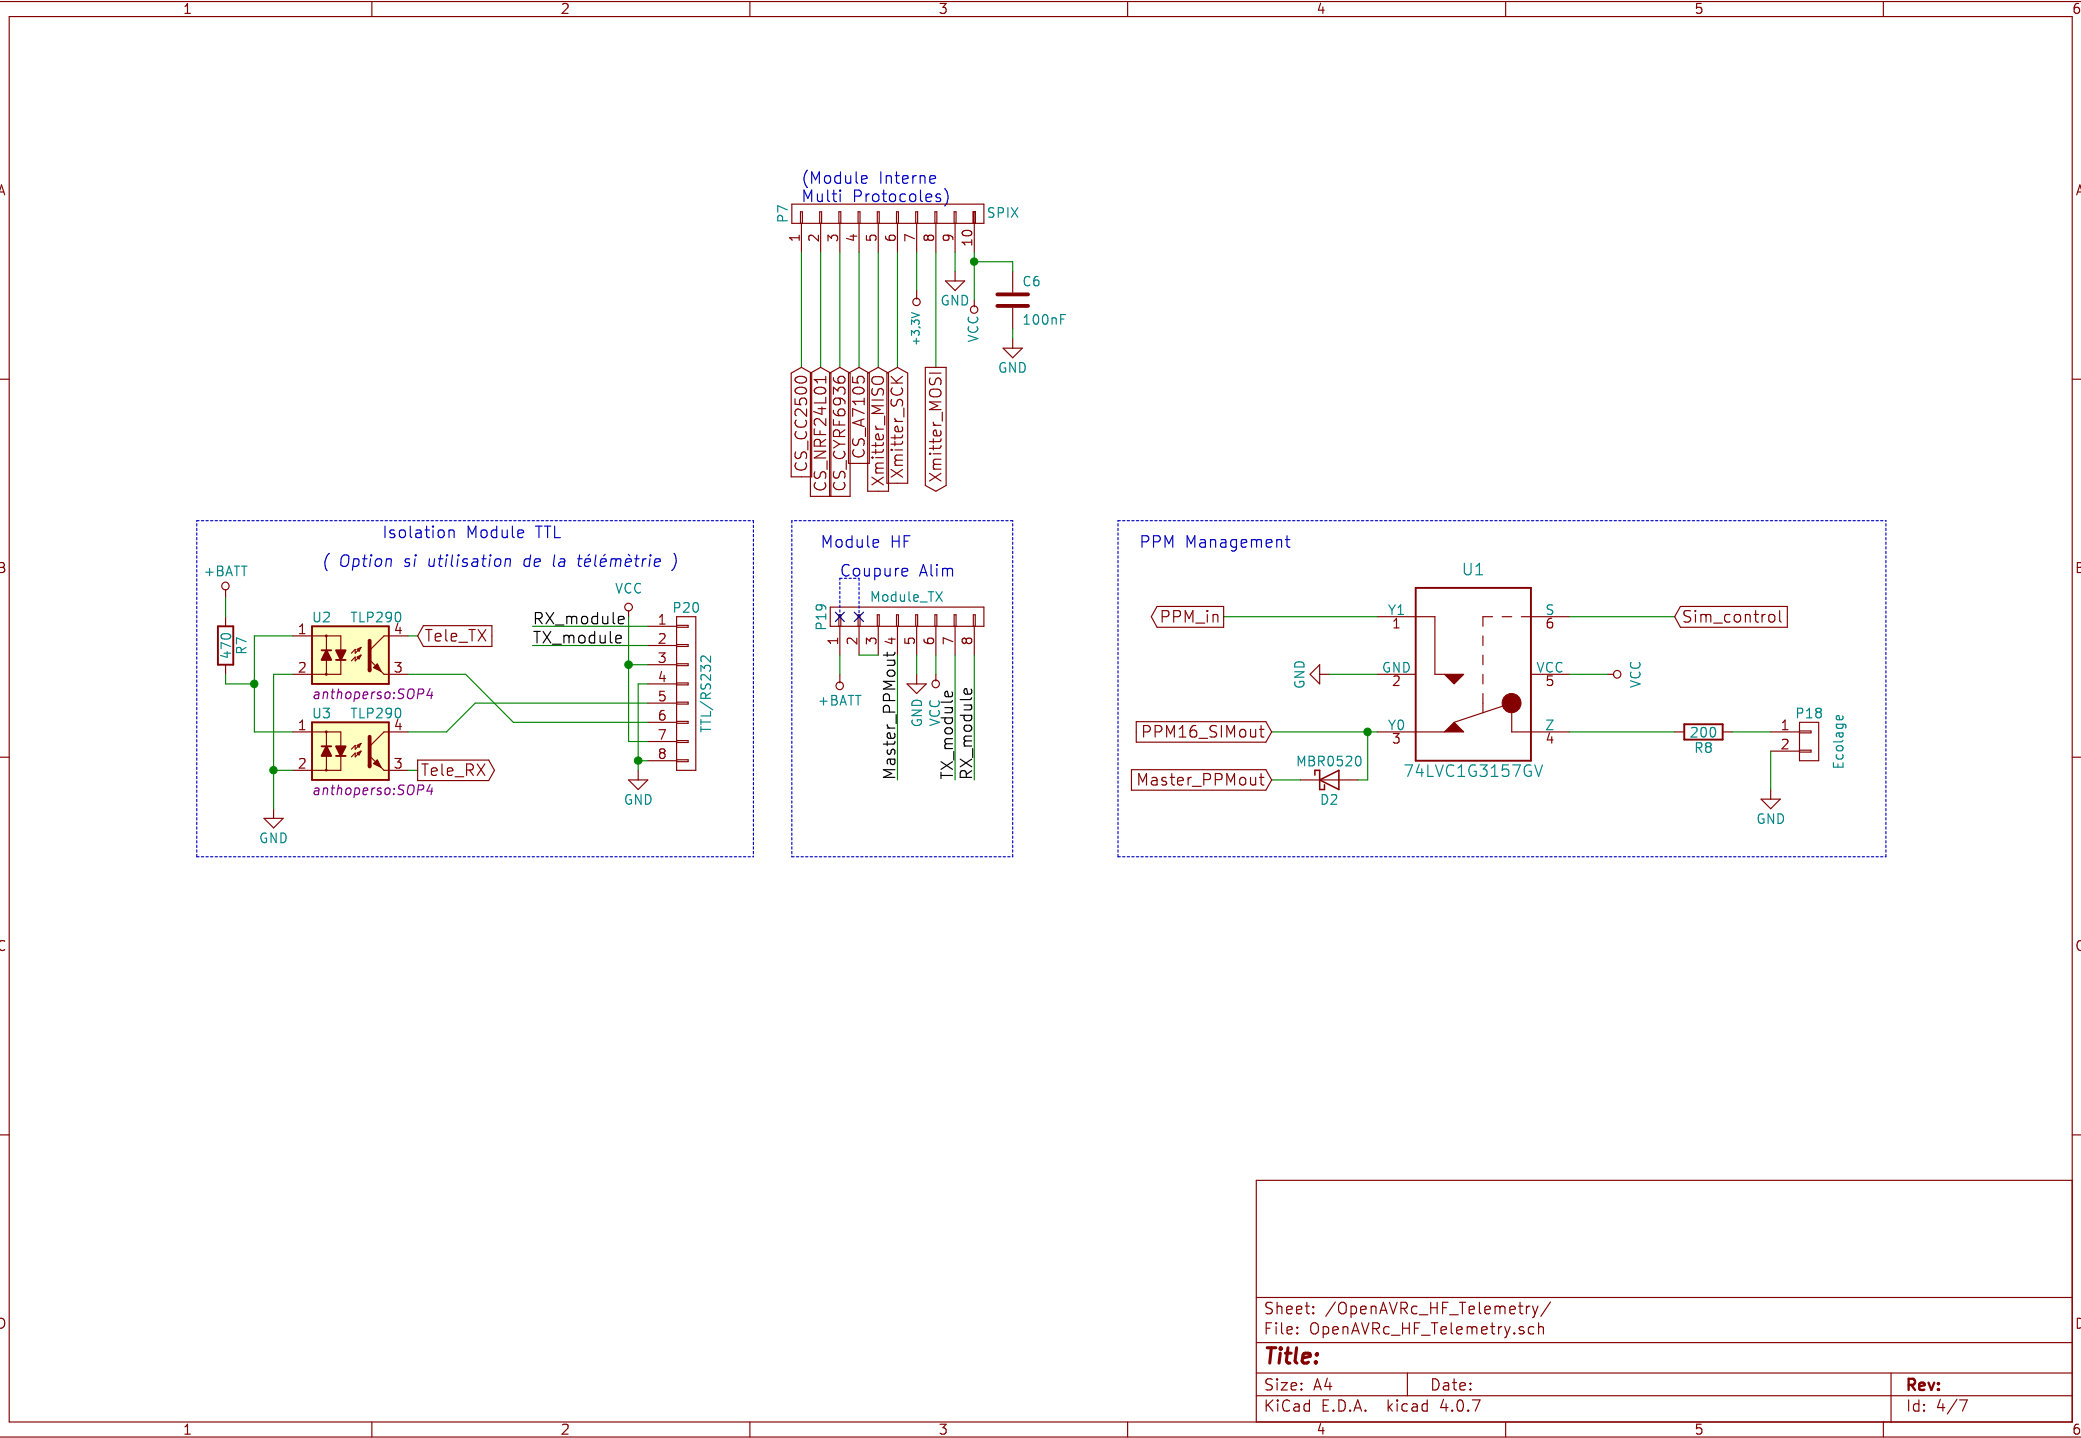 1 2 3 4 5 6
A A
(Module Interne
Multi Protocoles)
P7 SPIX
1 2 3 4 5 6 7 8 9 10
C6
100nF
GND
+3,3V
VCC
GND
CS_CC2500
CS_NRF24L01
CS_CYRF6936
CS_A7105
Xmitter_MISO
Xmitter_SCK
Xmitter_MOSI
B B
Isolation Module TTL
( Option si utilisation de la télémètrie )
+BATT
470
R7
U2 TLP290
1 4
2 3
anthoperso:SOP4
Tele_TX
U3 TLP290
1 4
2 3
anthoperso:SOP4
Tele_RX
GND
VCC
RX_module
TX_module
P20
1
2
3
4
5
6
7
8
TTL/RS232
GND
Module HF
Coupure Alim
Module_TX
P19
1 2 3 4 5 6 7 8
+BATT
Master_PPMout
GND
VCC
TX_module
RX_module
PPM Management
U1
PPM_in
Y1
1
S
6
Sim_control
GND
GND
2
VCC
5
VCC
PPM16_SIMout
Y0
3
Z
4
200
R8
P18
1
2
Ecolage
MBR0520
Master_PPMout
D2
74LVC1G3157GV
GND
C C
D D
Sheet: /OpenAVRc_HF_Telemetry/
File: OpenAVRc_HF_Telemetry.sch
Title:
Size: A4 Date: Rev:
KiCad E.D.A. kicad 4.0.7 Id: 4/7
1 2 3 4 5 6